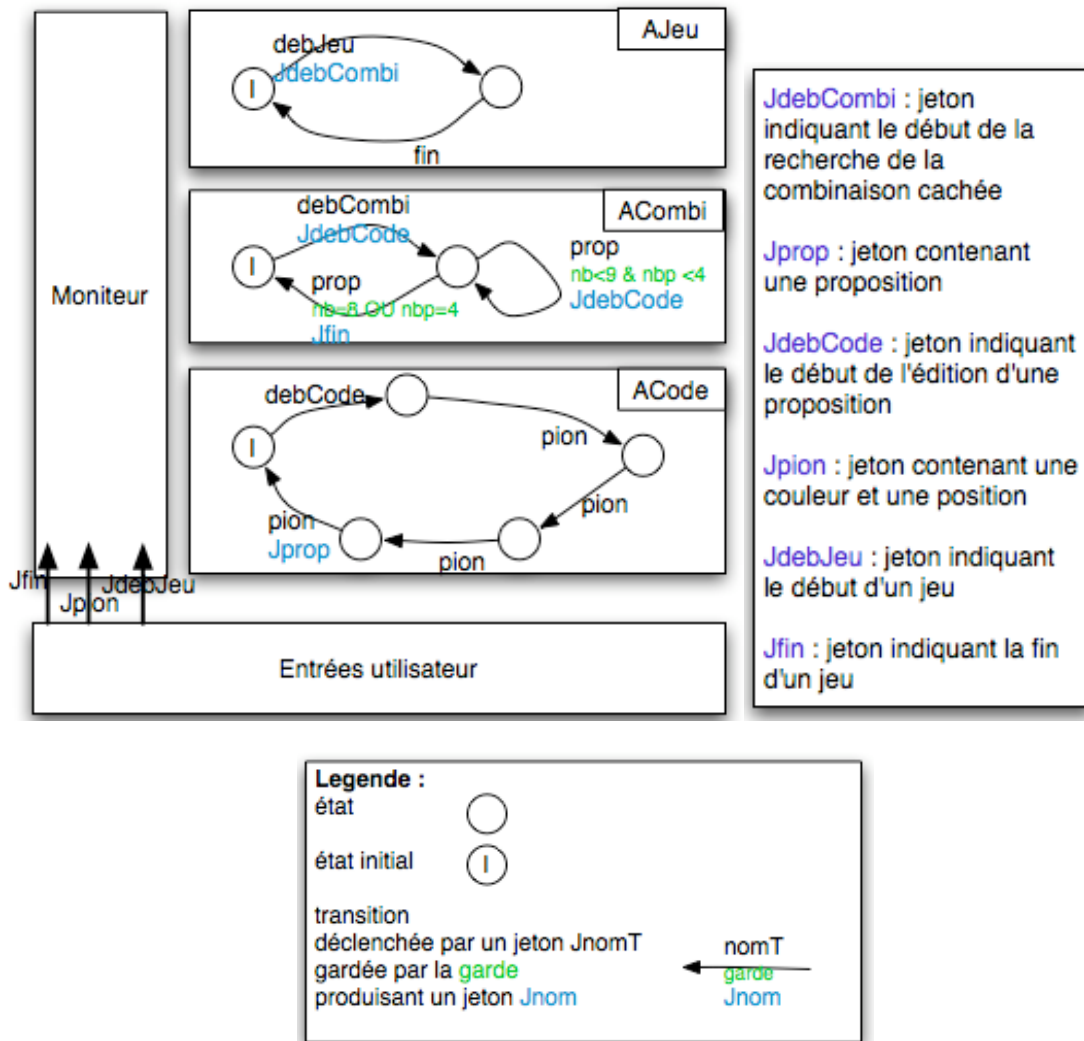 Moniteur
AJeu
debJeu
JdebCombi
I
fin
ACombi
debCombi
JdebCode
I
prop
nb=8 OU nbp=4
Jfin
prop
nb<9 & nbp <4
JdebCode
ACode
debCode
I
pion
pion
pion
pion
Jprop
Jfin
Jpion
JdebJeu
Entrées utilisateur
JdebCombi : jeton
indiquant le début de la
recherche de la
combinaison cachée
Jprop : jeton contenant
une proposition
JdebCode : jeton indiquant
le début de l'édition d'une
proposition
Jpion : jeton contenant une
couleur et une position
JdebJeu : jeton indiquant
le début d'un jeu
Jfin : jeton indiquant la fin
d'un jeu
Legende :
état
état initial
I
transition
déclenchée par un jeton JnomT
gardée par la garde
produisant un jeton Jnom
nomT
garde
Jnom